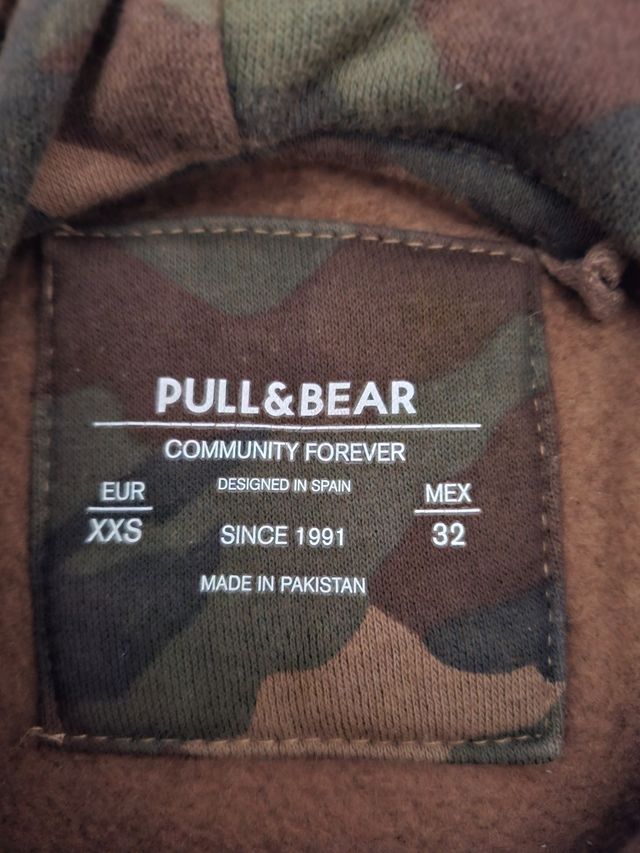 PULL&BEAR
COMMUNITY FOREVER
DESIGNED IN SPAIN
EUR
XXS
SINCE 1991
MEX
32
MADE IN PAKISTAN